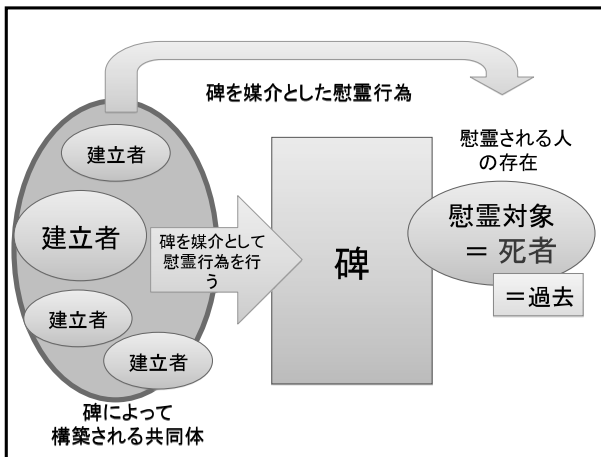 碑を媒介とした慰霊行為
建立者
建立者
建立者
建立者
碑によって
構築される共同体
碑を媒介として
慰霊行為を行
う
碑
慰霊される人
の存在
慰霊対象
= 死者
＝過去